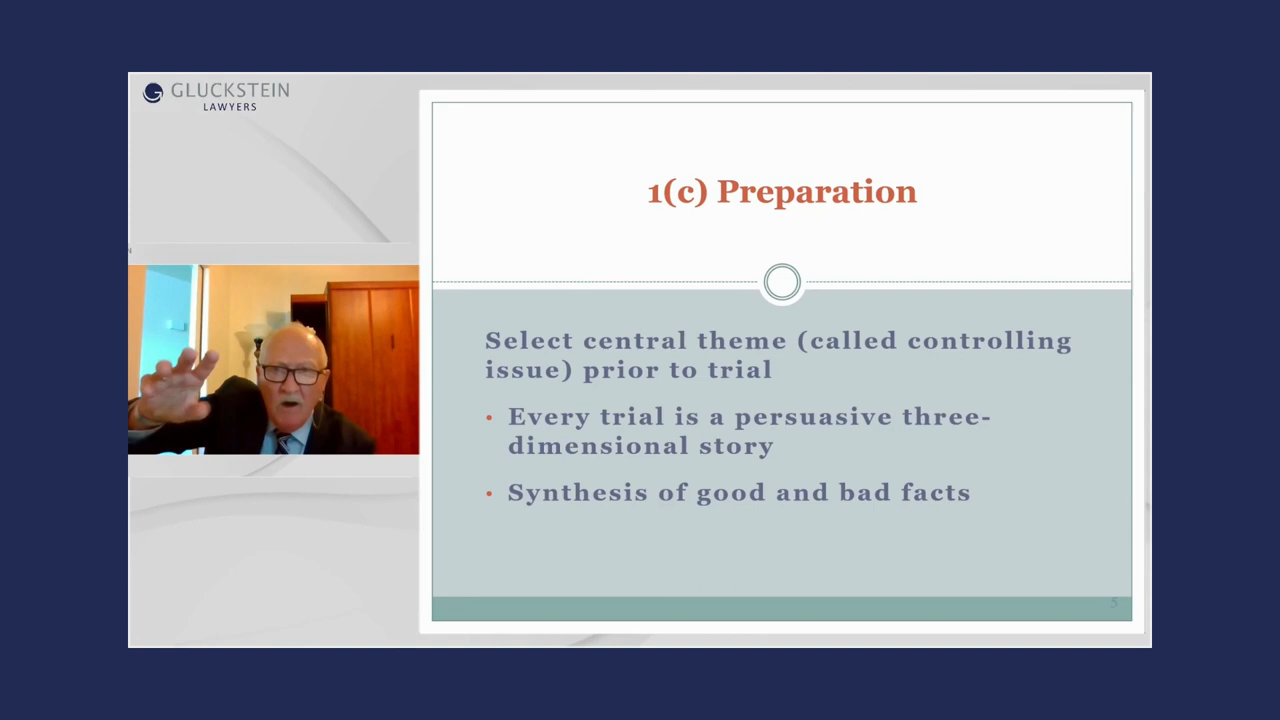 GLUCKSTEIN
LAWYERS
N
1(c) Preparation
Select central theme (called controlling
issue) prior to trial
• Every trial is a persuasive three-
dimensional story
• Synthesis of good and bad facts
5